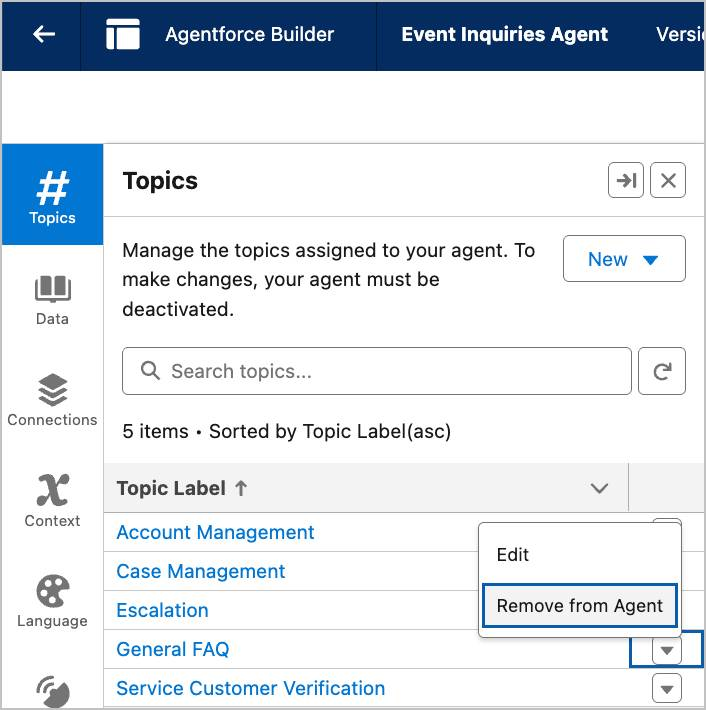 Agentforce Builder
Event Inquiries Agent
Topics
Topics
Manage the topics assigned to your agent. To
make changes, your agent must be
deactivated.
New
Search topics...
5 items • Sorted by Topic Label(asc)
Data
Connections
Context
Language
Topic Label ↑
Account Management
Case Management
Escalation
General FAQ
Service Customer Verification
Edit
Remove from Agent